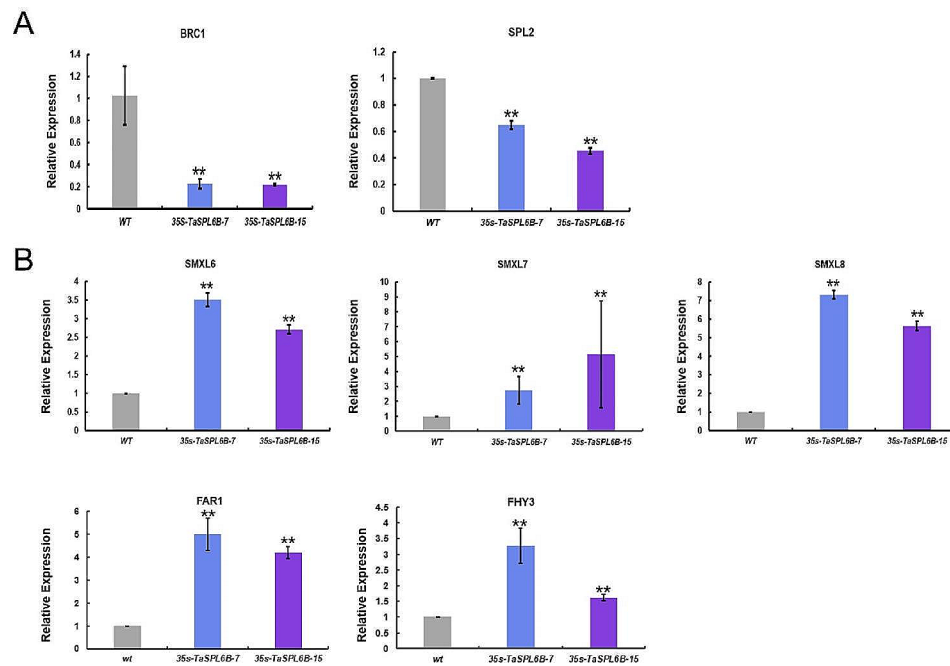 A
BRC1
Relative Expression
1.4
1.2
1
0.8
0.6
0.4
0.2
0
**
**
WT
35S-TaSPL6B-7
35S-TaSPL6B-15
SPL2
Relative Expression
1.2
1
0.8
0.6
0.4
0.2
0
**
**
WT
35s-TaSPL6B-7
35s-TaSPL6B-15
B
SMXL6
Relative Expression
4
3.5
3
2.5
2
1.5
1
0.5
**
**
WT
35s-TaSPL6B-7
35s-TaSPL6B-15
SMXL7
Relative Expression
10
9
8
7
6
5
4
3
2
1
0
**
**
WT
35s-TaSPL6B-7
35s-TaSPL6B-15
SMXL8
Relative Expression
8
7
6
5
4
3
2
1
0
**
**
WT
35s-TaSPL6B-7
35s-TaSPL6B-15
FAR1
Relative Expression
6
5
4
3
2
1
0
**
**
wt
35s-TaSPL6B-7
35s-TaSPL6B-15
FHY3
Relative Expression
4.5
4
3.5
3
2.5
2
1.5
1
0.5
**
**
wt
35s-TaSPL6B-7
35s-TaSPL6B-15